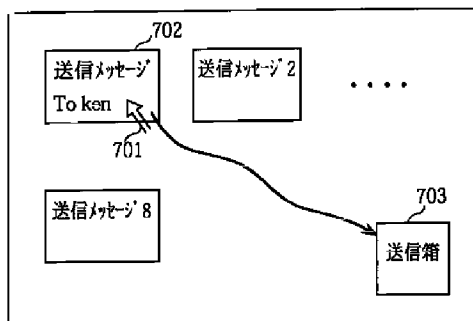 702
送信メッセージ
To ken
701
送信メッセージ2
・・・・
送信メッセージ8
703
送信箱